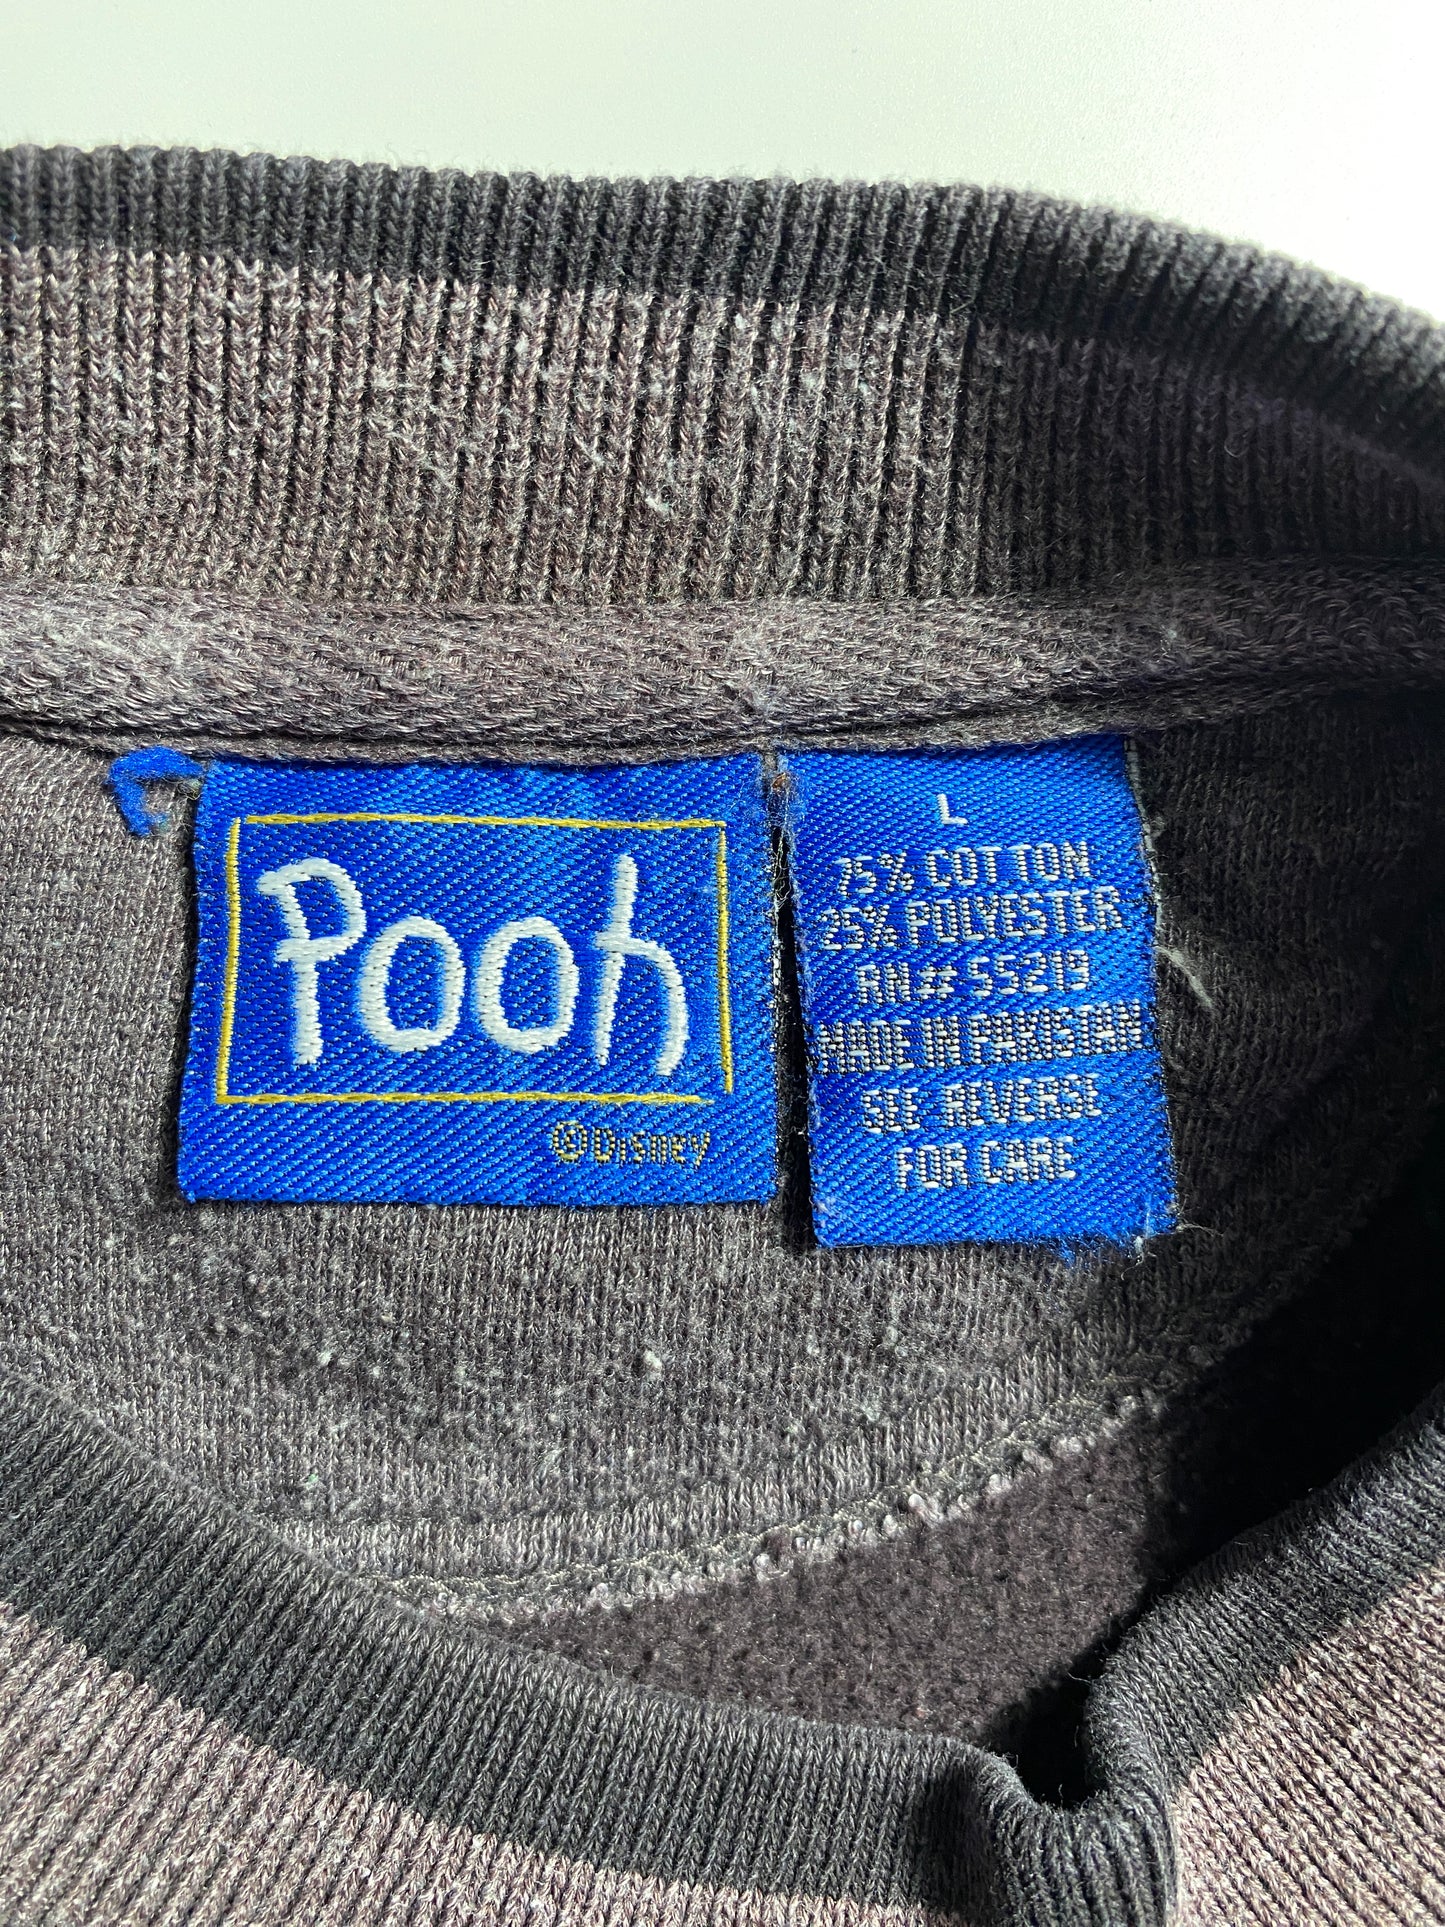 Pooh
©Disney
L
75% COTTON
25% POLYESTER
RN# 55219
MADE IN PAKISTAN
SEE REVERSE
FOR CARE